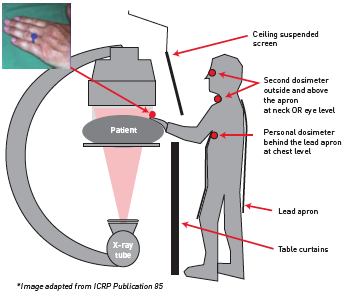 Ceiling suspended
screen
Second dosimeter
outside and above
the apron
at neck OR eye level
Patient
Personal dosimeter
behind the lead apron
at chest level
Lead apron
X-ray
tube
Table curtains
*Image adapted from ICRP Publication 85